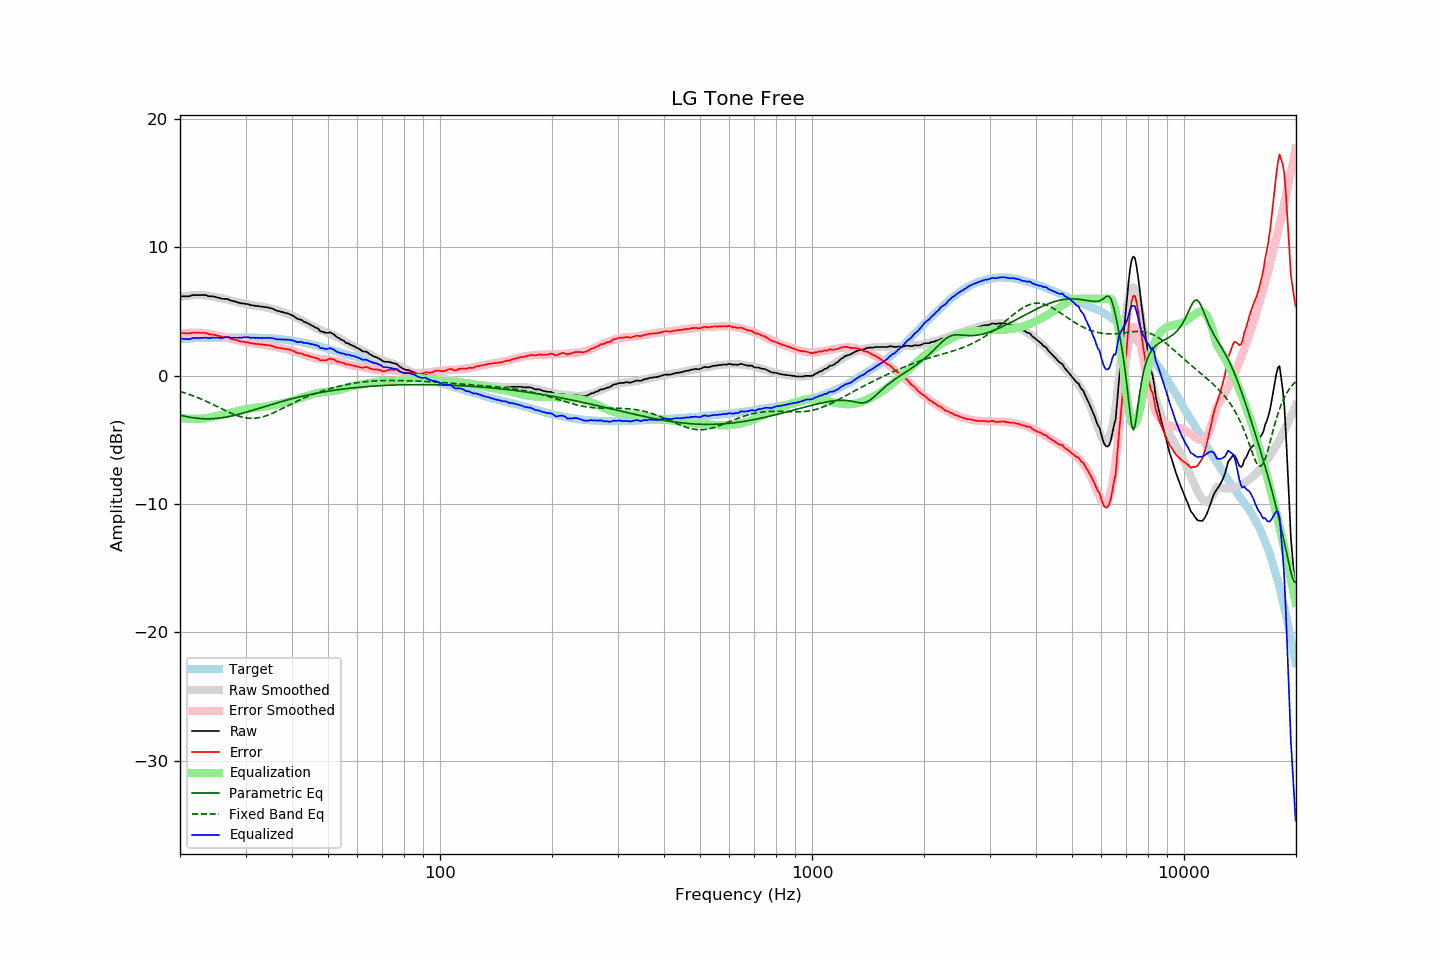 LG Tone Free
20
10
0
−10
−20
−30
Amplitude (dBr)
Target
Raw Smoothed
Error Smoothed
Raw
Error
Equalization
Parametric Eq
Fixed Band Eq
Equalized
100
1000
10000
Frequency (Hz)